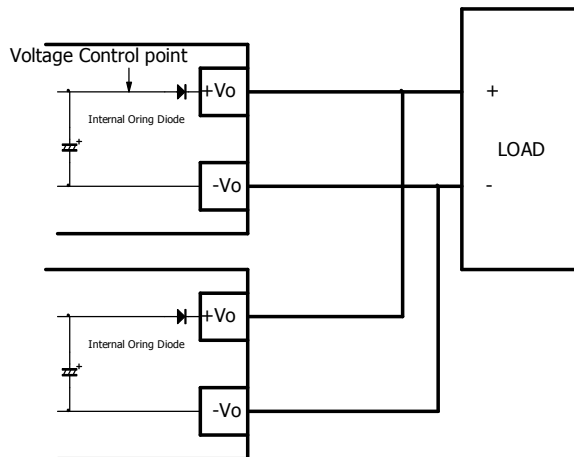 Voltage Control point
+Vo
Internal Oring Diode
-Vo
+
LOAD
-
+Vo
Internal Oring Diode
-Vo